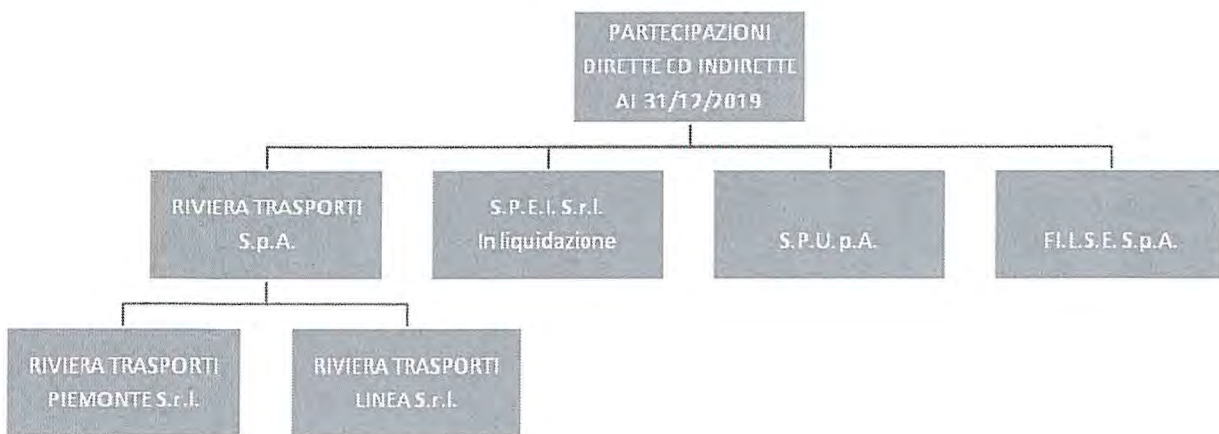 PARTECIPAZIONI
DIRETTE ED INDIRETTE
AL 31/12/2019
RIVIERA TRASPORTI
S.p.A.
S.P.E.I. S.r.l.
In liquidazione
S.P.U. p.A.
FI.L.S.E. S.p.A.
RIVIERA TRASPORTI
PIEMONTE S.r.l.
RIVIERA TRASPORTI
LINEA S.r.l.